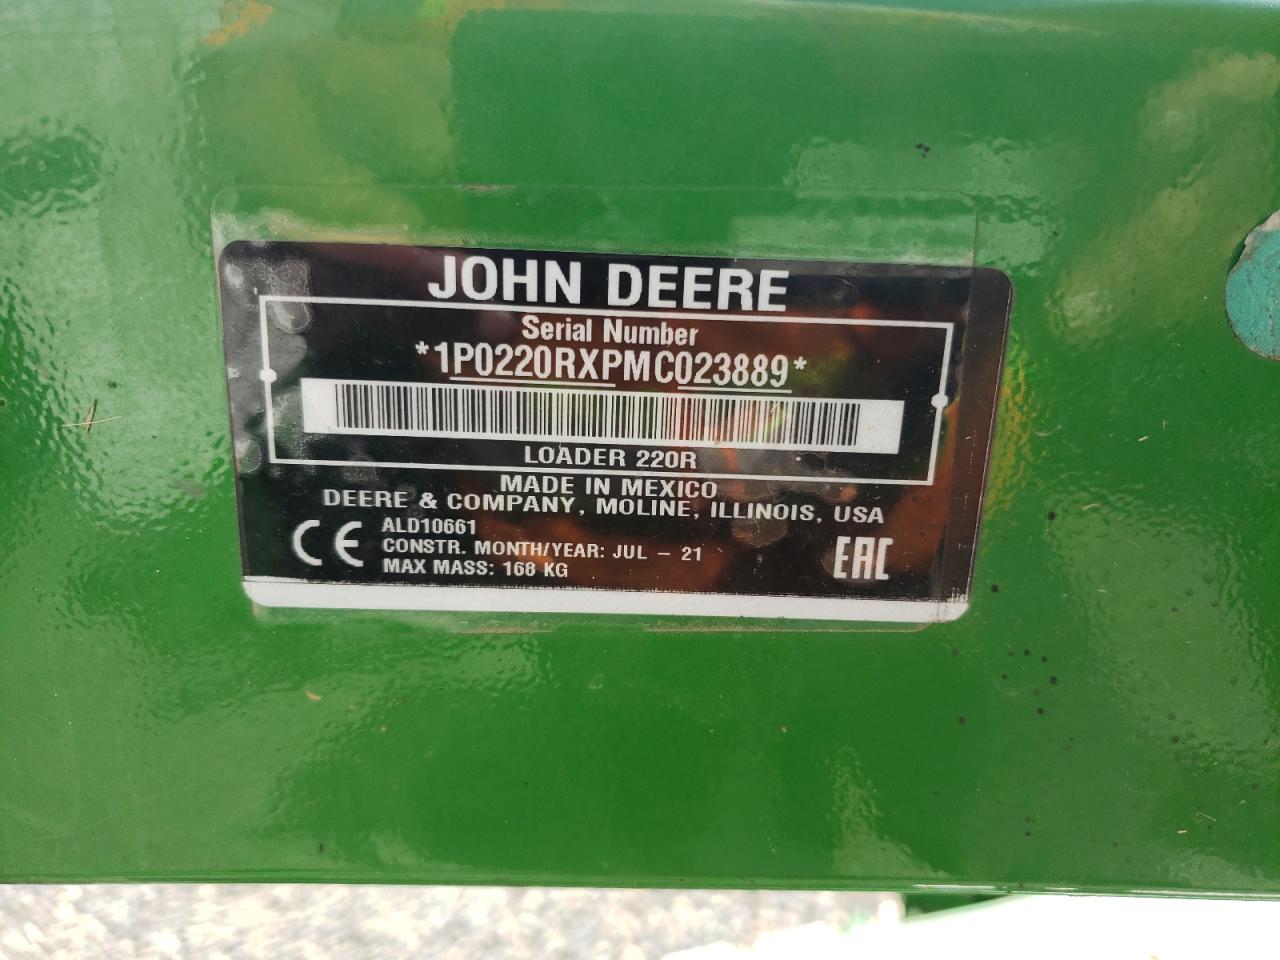 JOHN DEERE
Serial Number
*1P0220RXPMC023889*
LOADER 220R
MADE IN MEXICO
DEERE & COMPANY, MOLINE, ILLINOIS, USA
ALD10661
CONSTR. MONTH/YEAR: JUL - 21
MAX MASS: 168 KG
CE
EAC